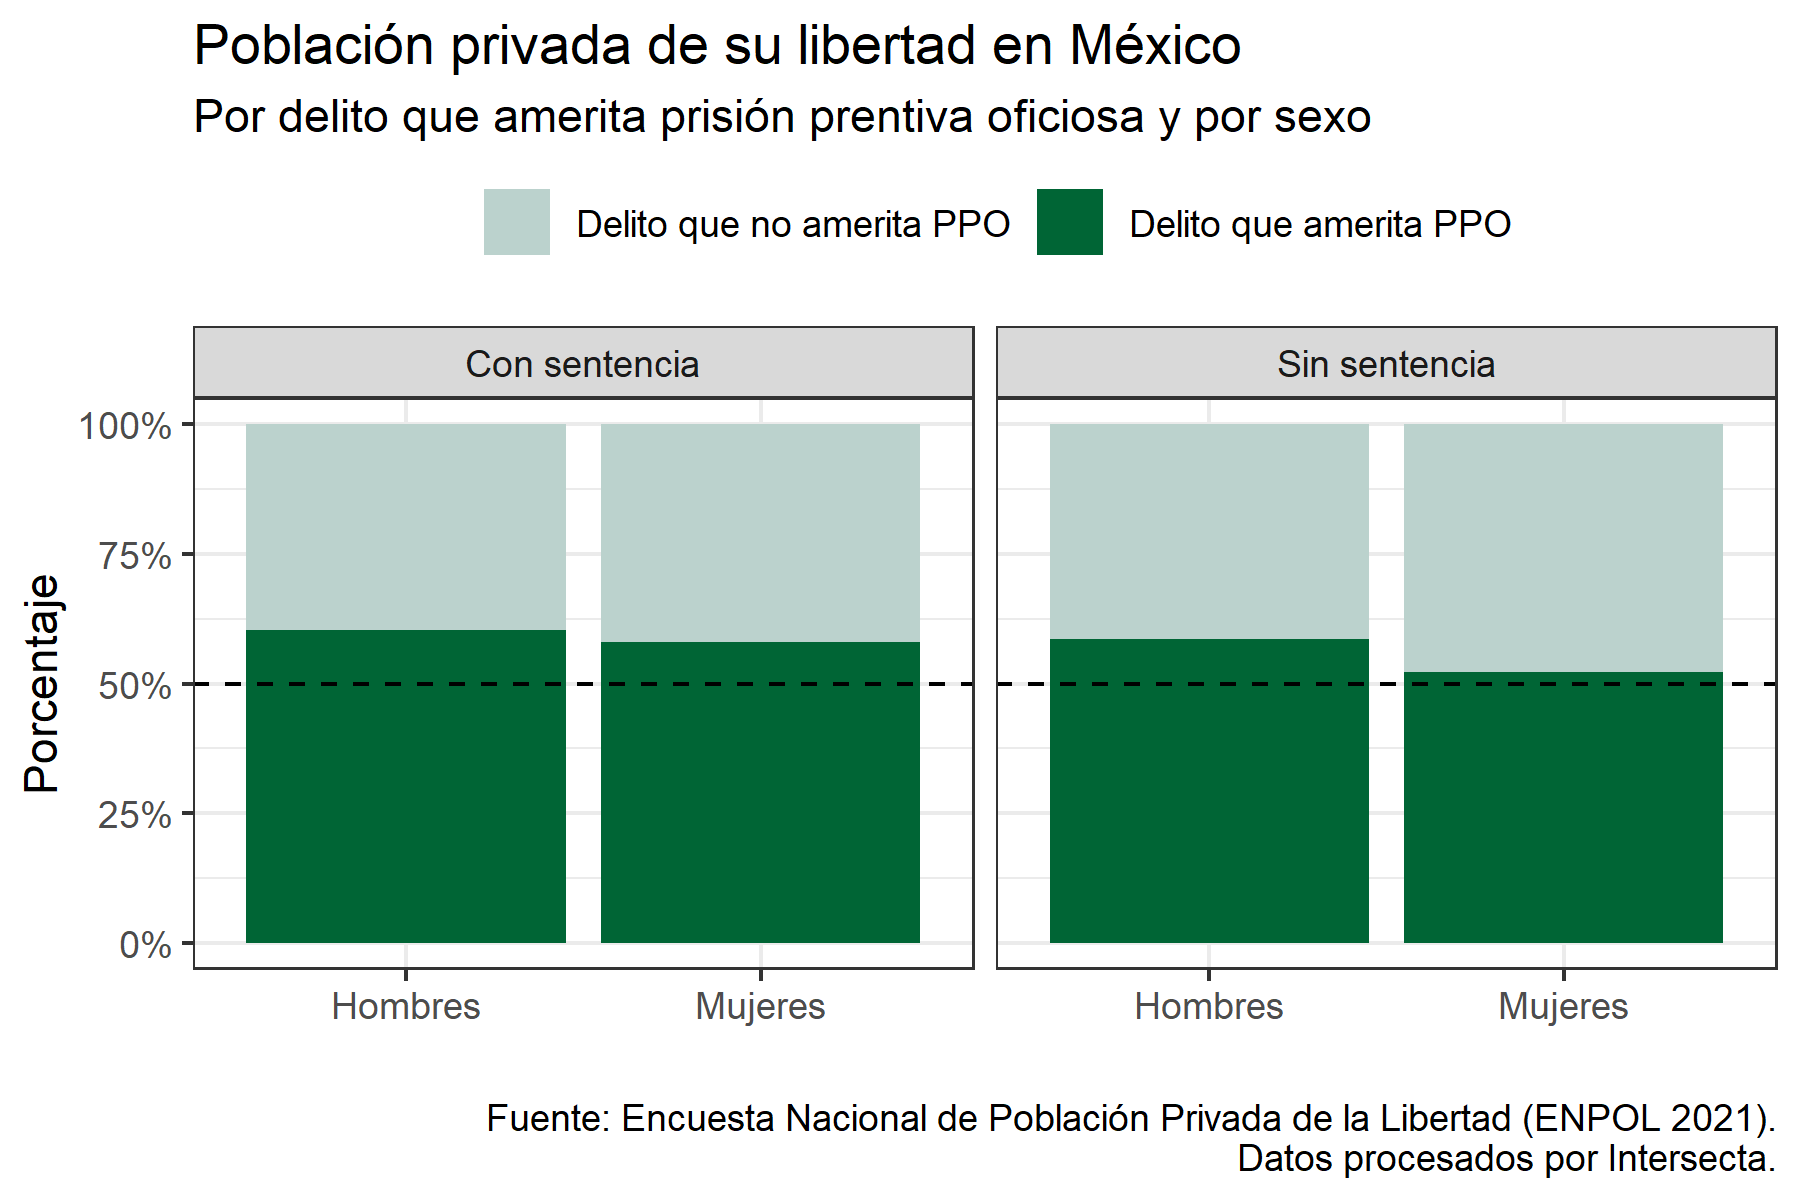 Población privada de su libertad en México
Por delito que amerita prisión prentiva oficiosa y por sexo
Delito que no amerita PPO Delito que amerita PPO
Con sentencia Sin sentencia
100%
75%
50%
25%
0%
Porcentaje
Hombres Mujeres Hombres Mujeres
Fuente: Encuesta Nacional de Población Privada de la Libertad (ENPOL 2021).
Datos procesados por Intersecta.